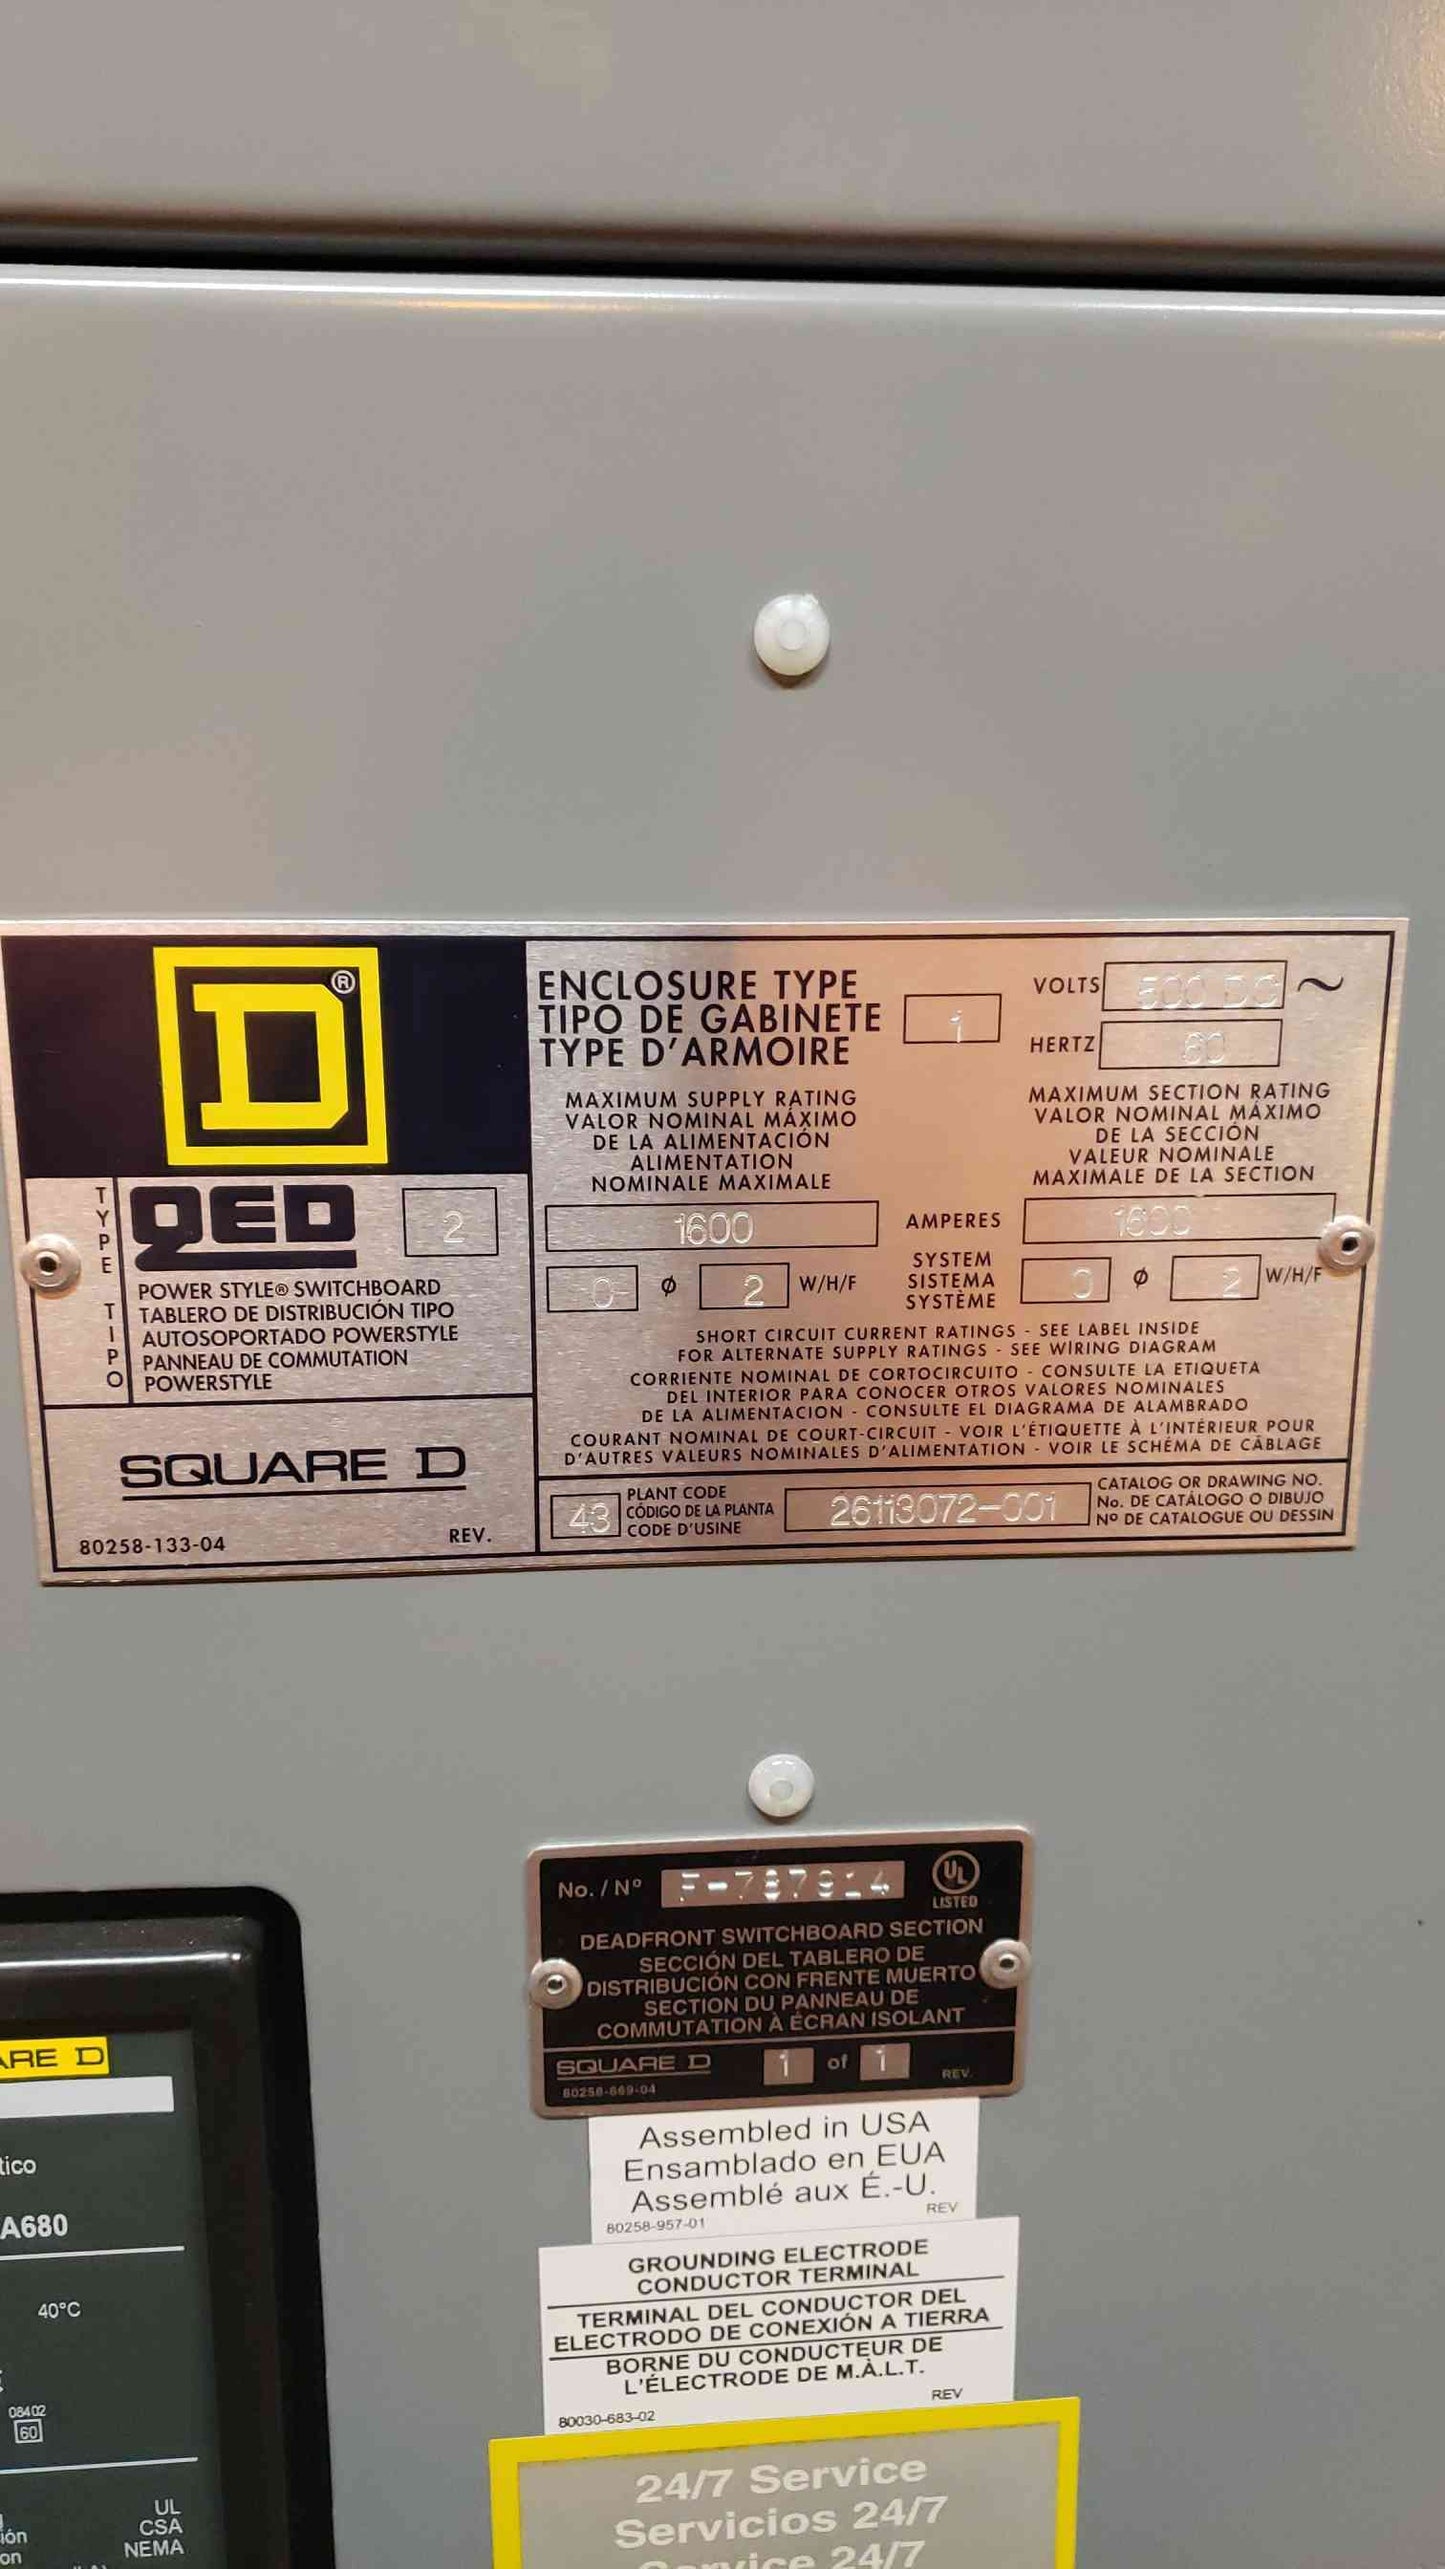 D®
TYPE
TIPO
QED 2
POWER STYLE® SWITCHBOARD
TABLERO DE DISTRIBUCIÓN TIPO
AUTOSOPORTADO POWERSTYLE
PANNEAU DE COMMUTATION
POWERSTYLE
SQUARE D
80258-133-04 REV.
ENCLOSURE TYPE
TIPO DE GABINETE
TYPE D'ARMOIRE
1
VOLTS 500 DC ~
HERTZ 60
MAXIMUM SUPPLY RATING
VALOR NOMINAL MÁXIMO
DE LA ALIMENTACIÓN
ALIMENTATION
NOMINALE MAXIMALE
MAXIMUM SECTION RATING
VALOR NOMINAL MÁXIMO
DE LA SECCIÓN
VALEUR NOMINALE
MAXIMALE DE LA SECTION
1600 AMPERES 1600
0 ø 2 W/H/F
SYSTEM
SISTEMA
SYSTÈME
0 ø 2 W/H/F
SHORT CIRCUIT CURRENT RATINGS - SEE LABEL INSIDE
FOR ALTERNATE SUPPLY RATINGS - SEE WIRING DIAGRAM
CORRIENTE NOMINAL DE CORTOCIRCUITO - CONSULTE LA ETIQUETA
DEL INTERIOR PARA CONOCER OTROS VALORES NOMINALES
DE LA ALIMENTACION - CONSULTE EL DIAGRAMA DE ALAMBRADO
COURANT NOMINAL DE COURT-CIRCUIT - VOIR L'ÉTIQUETTE À L'INTÉRIEUR POUR
D'AUTRES VALEURS NOMINALES D'ALIMENTATION - VOIR LE SCHÉMA DE CÂBLAGE
43
PLANT CODE
CÓDIGO DE LA PLANTA
CODE D'USINE
26113072-001
CATALOG OR DRAWING NO.
No. DE CATÁLOGO O DIBUJO
Nº DE CATALOGUE OU DESSIN
No. / Nº F-787914
UL
LISTED
DEADFRONT SWITCHBOARD SECTION
SECCIÓN DEL TABLERO DE
DISTRIBUCIÓN CON FRENTE MUERTO
SECTION DU PANNEAU DE
COMMUTATION À ÉCRAN ISOLANT
SQUARE D 1 of 1
80258-669-04 REV.
Assembled in USA
Ensamblado en EUA
Assemblé aux É.-U.
80258-957-01 REV
GROUNDING ELECTRODE
CONDUCTOR TERMINAL
TERMINAL DEL CONDUCTOR DEL
ELECTRODO DE CONEXIÓN A TIERRA
BORNE DU CONDUCTEUR DE
L'ÉLECTRODE DE M.À.L.T.
80030-683-02 REV
24/7 Service
Servicios 24/7
Service 24/7
ARE D
tico
A680
40°C
08402
60
UL
ión CSA
on NEMA